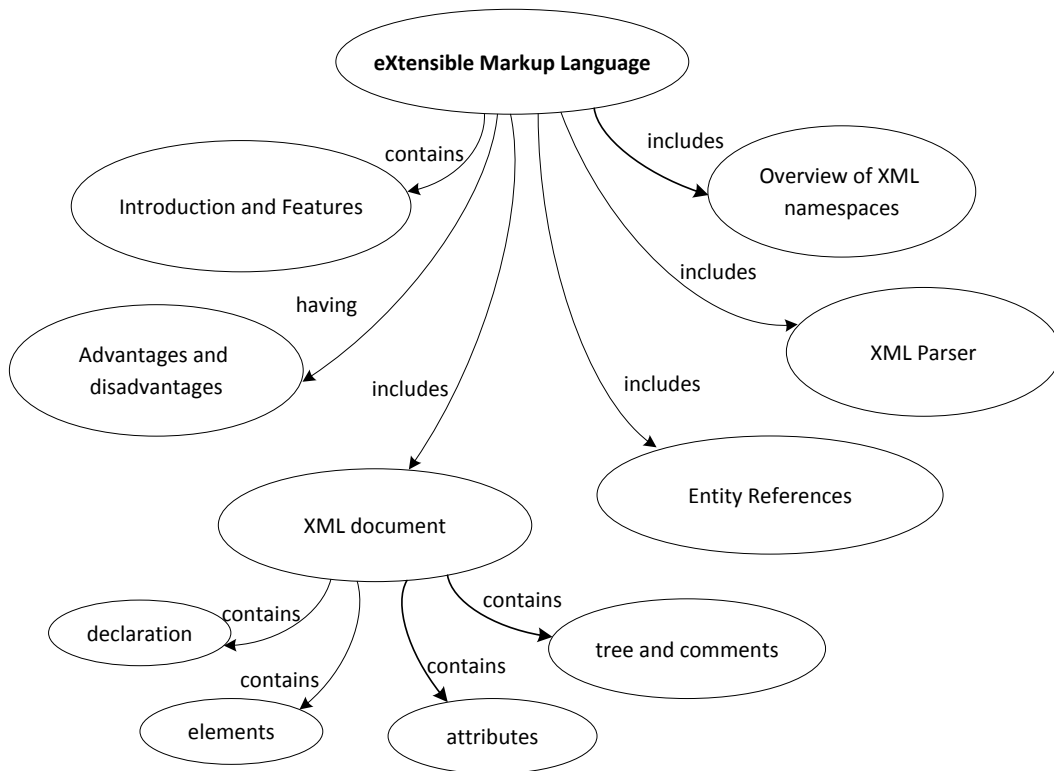 eXtensible Markup Language
contains
includes
Introduction and Features
Overview of XML
namespaces
having
includes
Advantages and
disadvantages
XML Parser
includes
includes
Entity References
XML document
contains
contains
declaration
tree and comments
contains
contains
elements
attributes